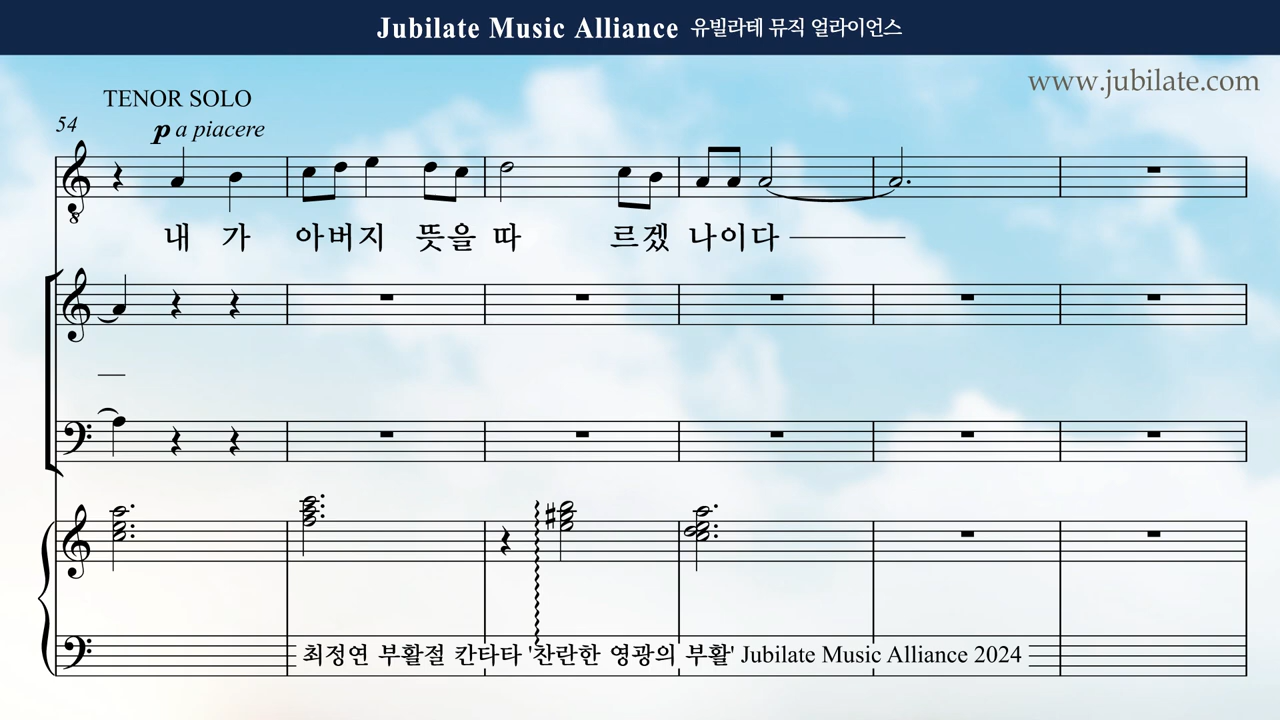 Jubilate Music Alliance 유빌라테 뮤직 얼라이언스
www.jubilate.com
TENOR SOLO
54
p a piacere
8
내 가 아버지 뜻을 따 르겠 나이다
최정연 부활절 칸타타 '찬란한 영광의 부활' Jubilate Music Alliance 2024